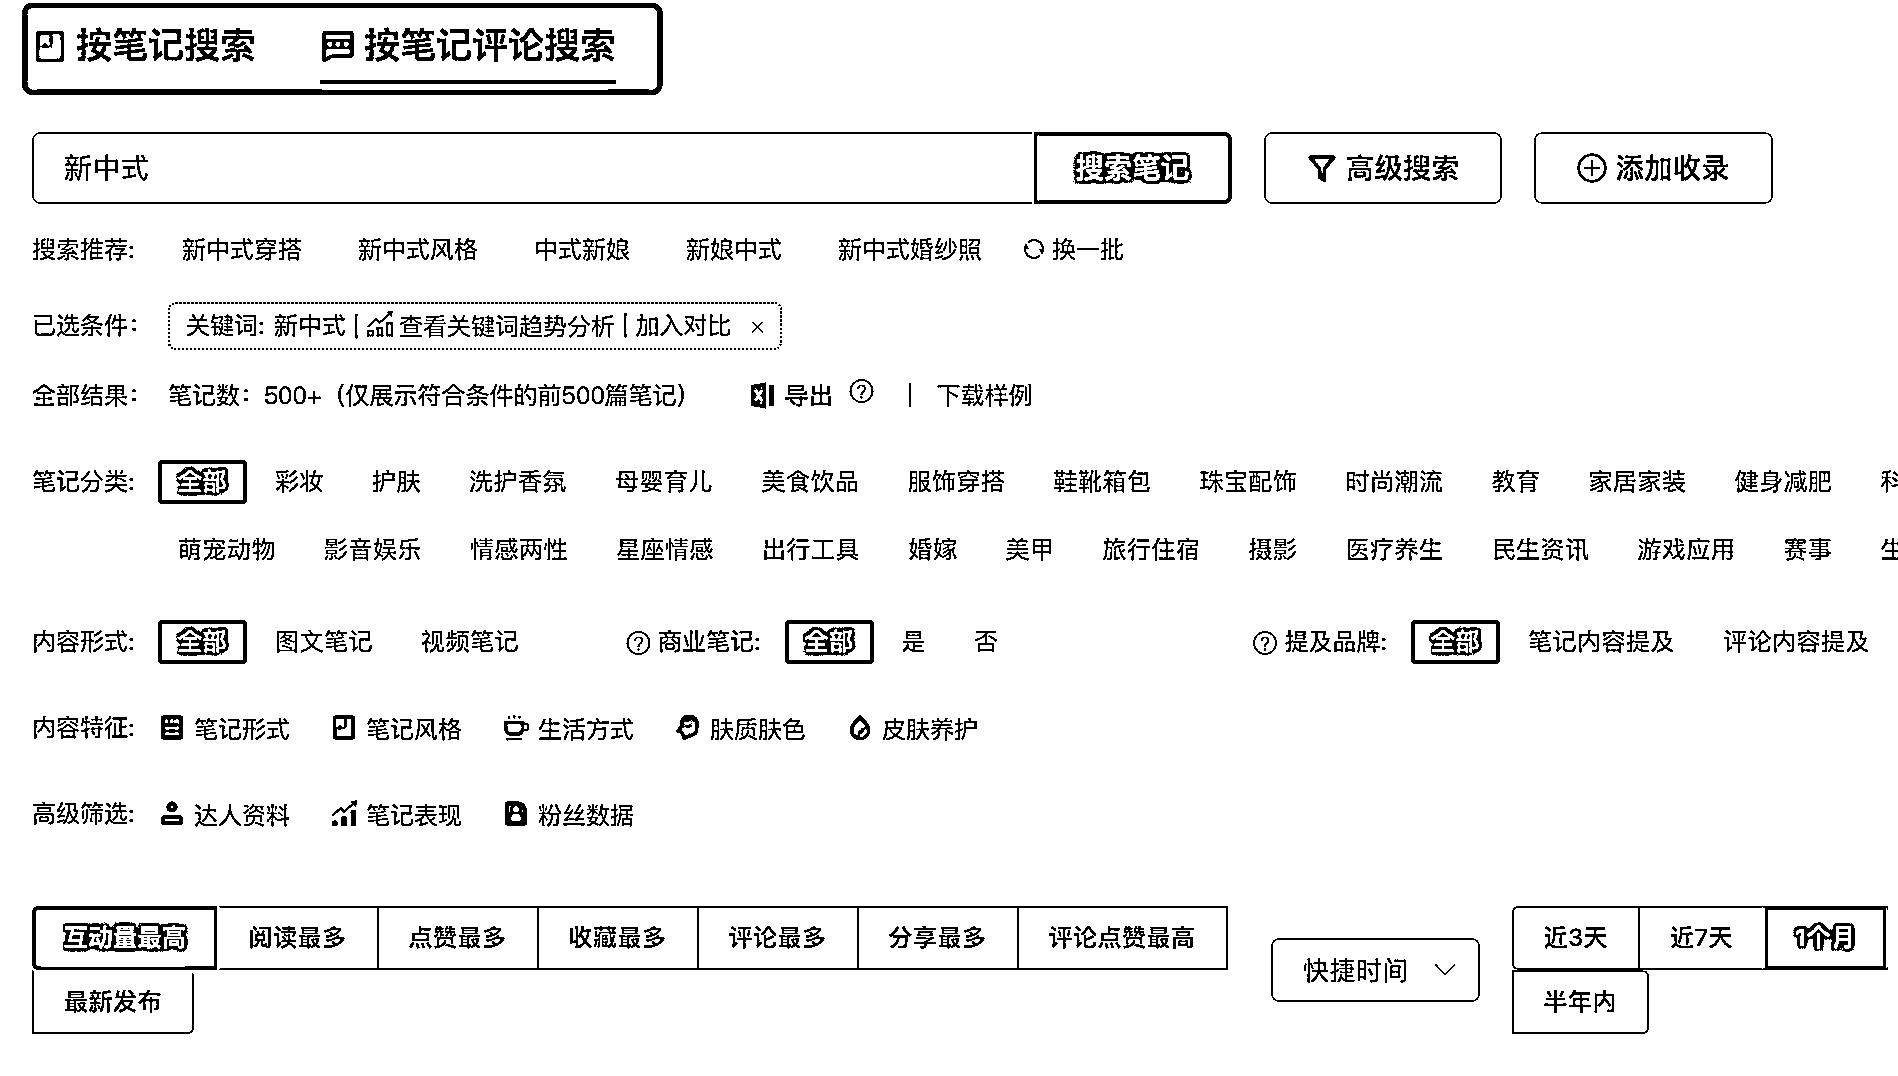 按笔记搜索 按笔记评论搜索
新中式 搜索笔记 高级搜索 添加收录
搜索推荐: 新中式穿搭 新中式风格 中式新娘 新娘中式 新中式婚纱照 换一批
已选条件: 关键词: 新中式 | 查看关键词趋势分析 | 加入对比 ×
全部结果: 笔记数: 500+（仅展示符合条件的前500篇笔记） 导出 ? | 下载样例
笔记分类: 全部 彩妆 护肤 洗护香氛 母婴育儿 美食饮品 服饰穿搭 鞋靴箱包 珠宝配饰 时尚潮流 教育 家居家装 健身减肥
萌宠动物 影音娱乐 情感两性 星座情感 出行工具 婚嫁 美甲 旅行住宿 摄影 医疗养生 民生资讯 游戏应用 赛事
内容形式: 全部 图文笔记 视频笔记 ? 商业笔记: 全部 是 否 ? 提及品牌: 全部 笔记内容提及 评论内容提及
内容特征: 笔记形式 笔记风格 生活方式 肤质肤色 皮肤养护
高级筛选: 达人资料 笔记表现 粉丝数据
互动量最高 阅读最多 点赞最多 收藏最多 评论最多 分享最多 评论点赞最高
最新发布
快捷时间
近3天 近7天 1个月
半年内